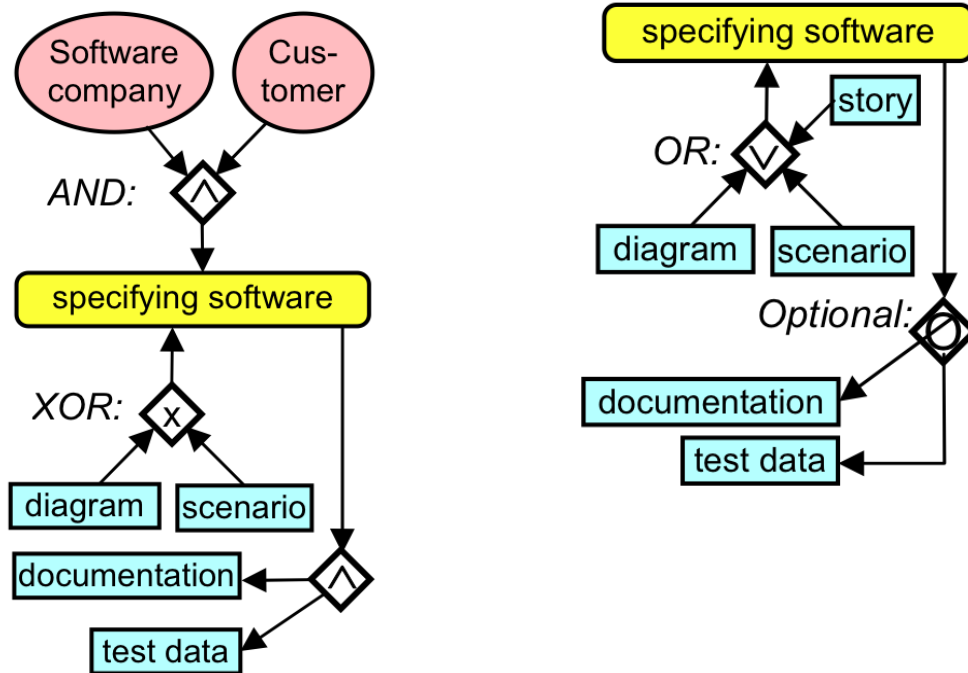 Software
company
Cus-
tomer
AND:
∧
specifying software
XOR:
x
diagram
scenario
documentation
∧
test data
specifying software
story
OR:
∨
diagram
scenario
Optional:
documentation
test data